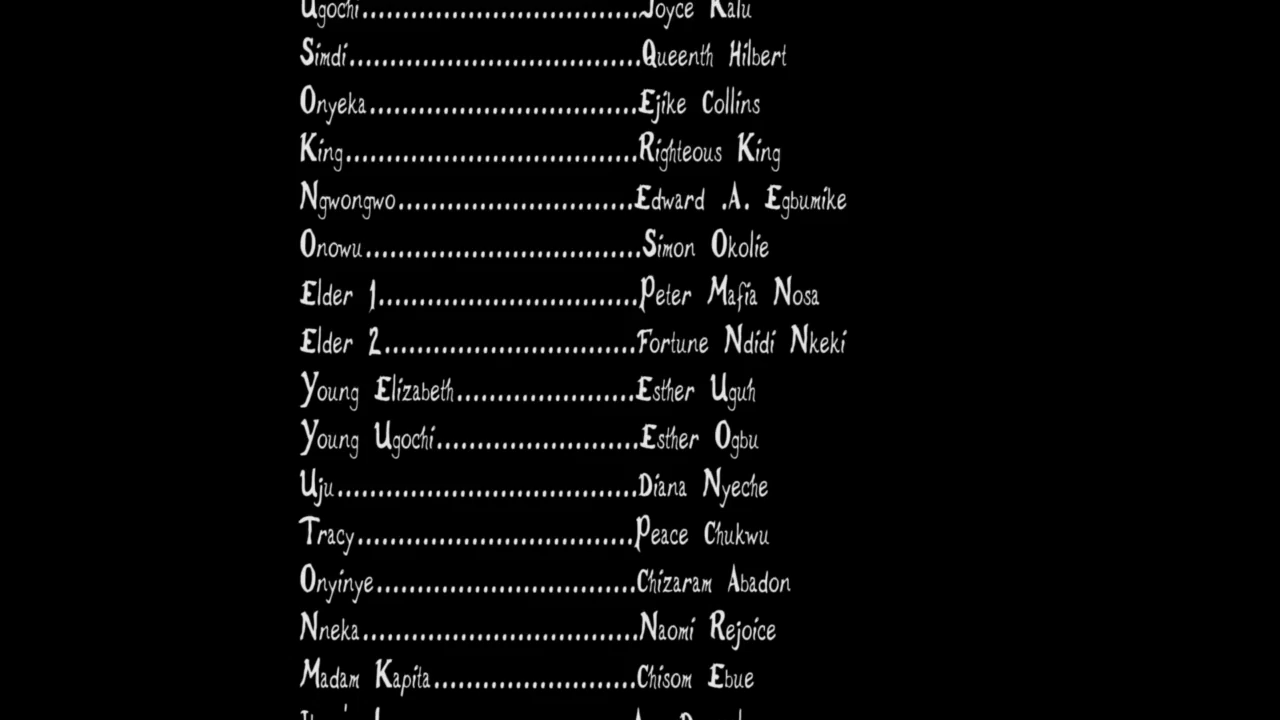 Ugochi..................................Joyce Kalu
Simdi....................................Queenth Hilbert
Onyeka.................................Ejike Collins
King....................................Righteous King
Ngwongwo.............................Edward .A. Egbumike
Onowu..................................Simon Okolie
Elder 1................................Peter Mafia Nosa
Elder 2...............................Fortune Ndidi Nkeki
Young Elizabeth......................Esther Uguh
Young Ugochi.........................Esther Ogbu
Uju.....................................Diana Nyeche
Tracy..................................Peace Chukwu
Onyinye................................Chizaram Abadon
Nneka..................................Naomi Rejoice
Madam Kapita.........................Chisom Ebue